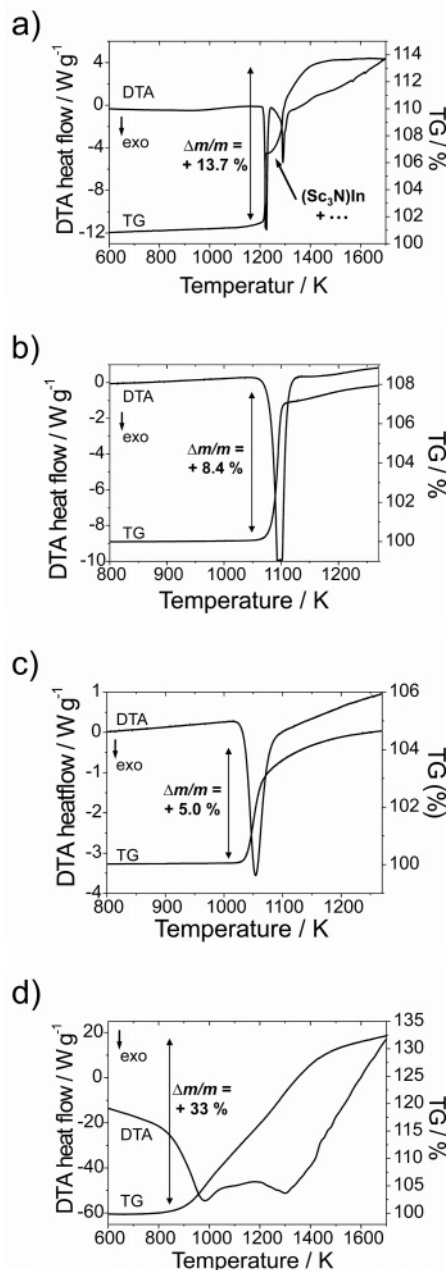 a)
DTA heat flow / W g⁻¹
4
0
-4
-8
-12
DTA
exo
Δm/m =
+ 13.7 %
(Sc₃N)In
+ ···
TG
114
112
110
108
106
104
102
100
TG / %
600 800 1000 1200 1400 1600
Temperatur / K
b)
DTA heat flow / W g⁻¹
0
-2
-4
-6
-8
-10
DTA
exo
Δm/m =
+ 8.4 %
TG
108
106
104
102
100
TG / %
800 900 1000 1100 1200
Temperature / K
c)
DTA heatflow / W g⁻¹
1
0
-1
-2
-3
-4
DTA
exo
Δm/m =
+ 5.0 %
TG
106
104
102
100
TG (%)
800 900 1000 1100 1200
Temperature / K
d)
DTA heat flow / W g⁻¹
20
0
-20
-40
-60
exo
Δm/m =
+ 33 %
DTA
TG
135
130
125
120
115
110
105
100
TG / %
600 800 1000 1200 1400 1600
Temperature / K